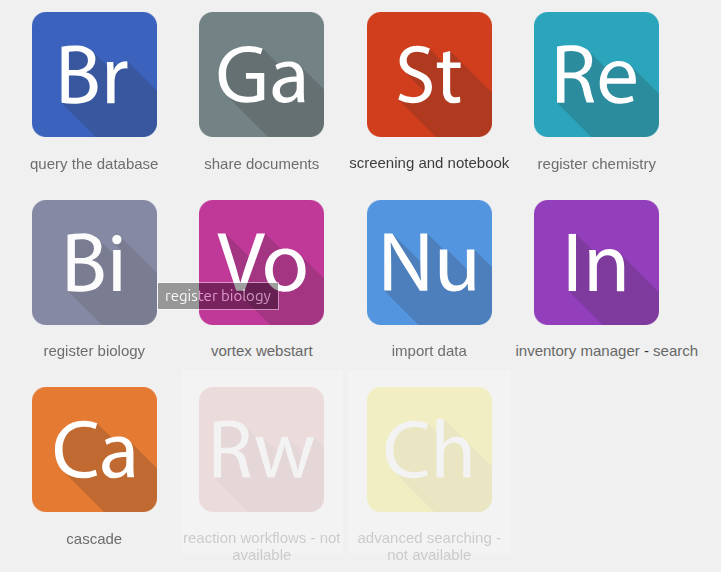 Br
Ga
St
Re
query the database
share documents
screening and notebook
register chemistry
Bi
Vo
Nu
In
register biology
register biology
vortex webstart
import data
inventory manager - search
Ca
Rw
Ch
cascade
reaction workflows - not
available
advanced searching -
not available